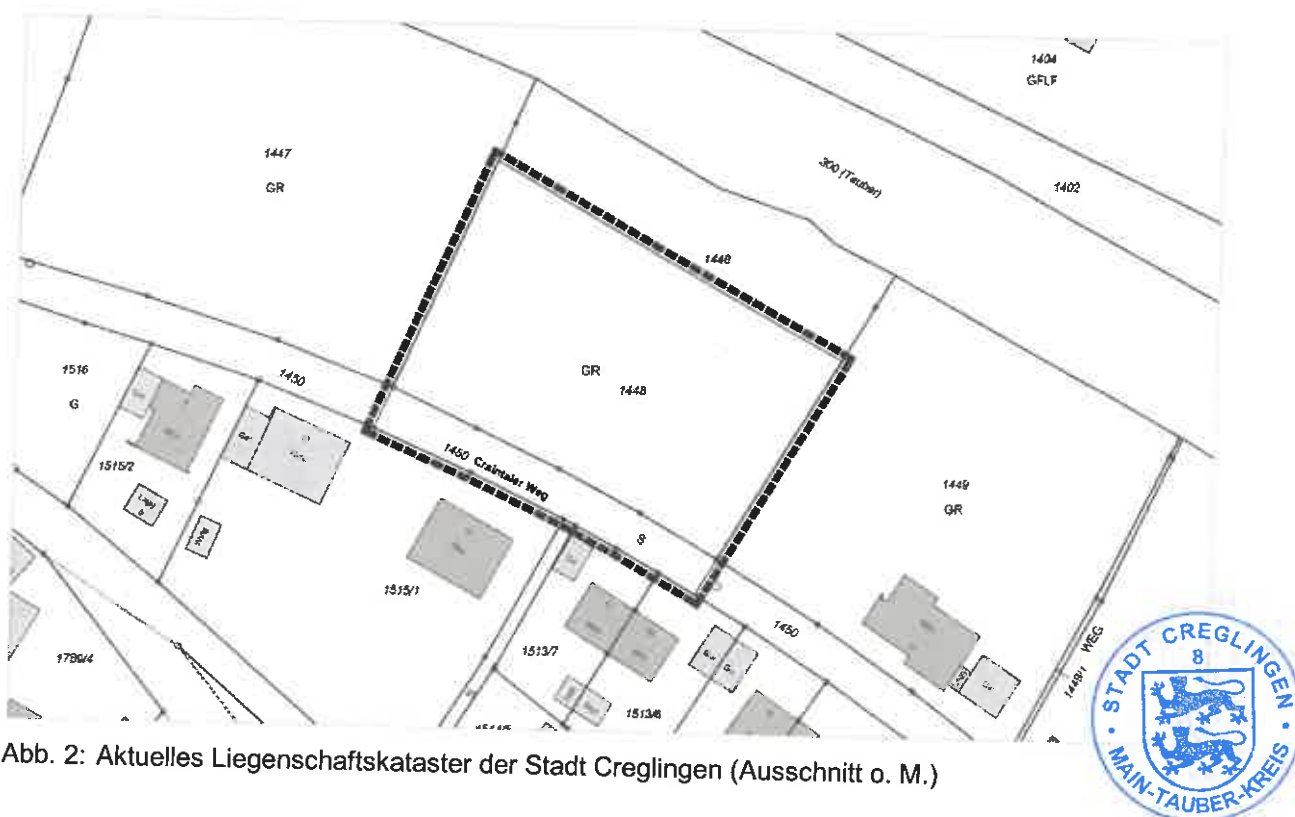 1404
GFLF
1447
GR
300 (Tauber)
1402
1448
GR
1448
1516
G
1450
1450 Craintaler Weg
S
1515/2
1449
GR
1515/1
1513/7
1450
1789/4
1513/6
1449/1 WEG
STADT CREGLINGEN
8
MAIN-TAUBER-KREIS
Abb. 2: Aktuelles Liegenschaftskataster der Stadt Creglingen (Ausschnitt o. M.)